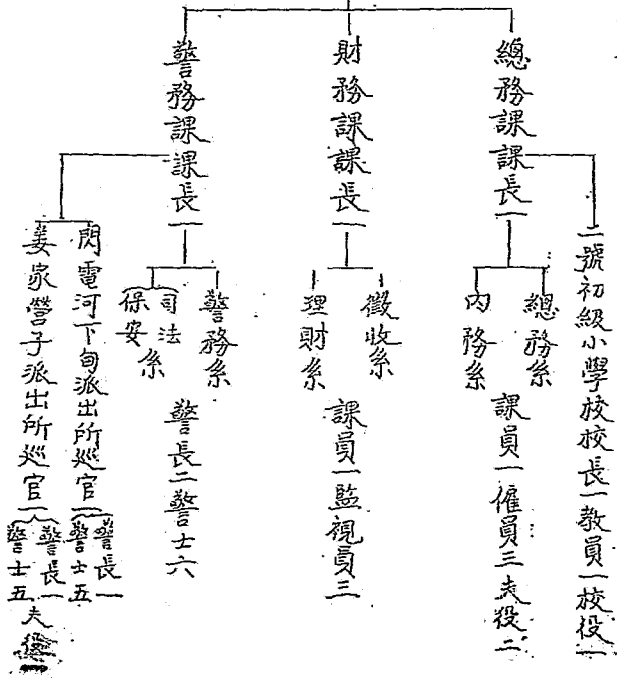 總務課課長一
二號初級小學校校長一教員一校役一
總務系
內務系
課員一僱員三夫役二
財務課課長一
徵收系
理財系
課員一監視員三
警務課課長一
警務系
司法
保安
系
警長二警士六
閃電河下甸派出所巡官一
警長一
警士五
姜家營子派出所巡官一
警長一
警士五
夫役一